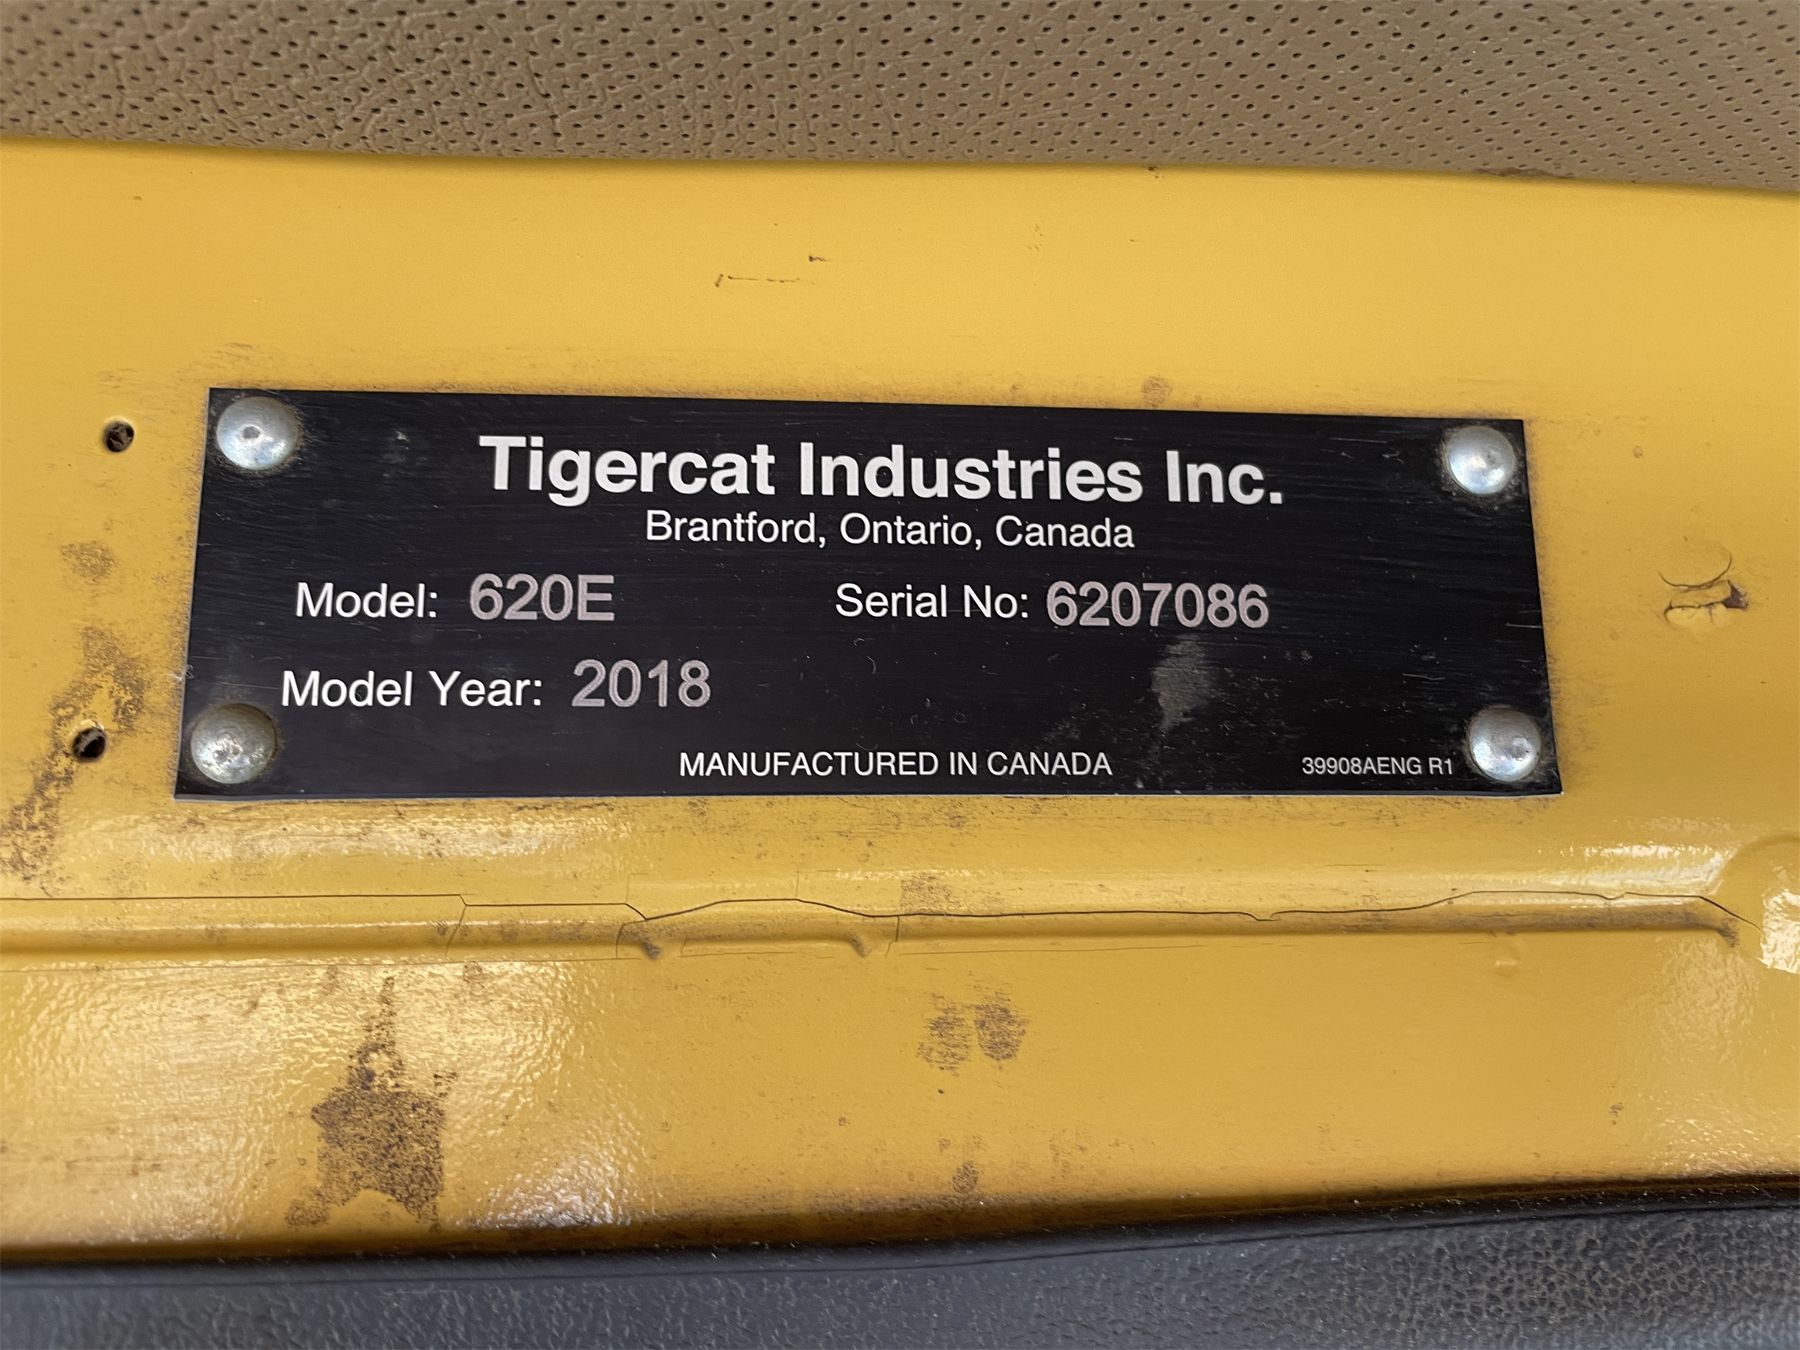 Tigercat Industries Inc.
Brantford, Ontario, Canada
Model: 620E Serial No: 6207086
Model Year: 2018
MANUFACTURED IN CANADA 39908AENG R1